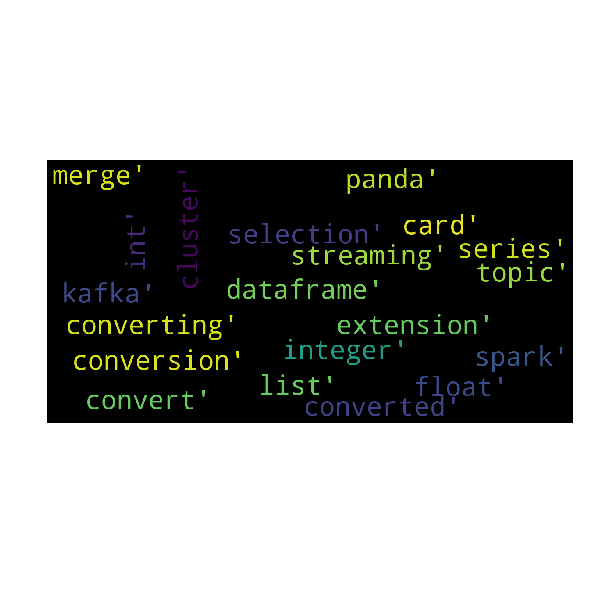 merge'
panda'
int'
cluster'
selection'
card'
streaming'
series'
topic'
kafka'
dataframe'
converting'
extension'
conversion'
integer'
spark'
convert'
list'
float'
converted'